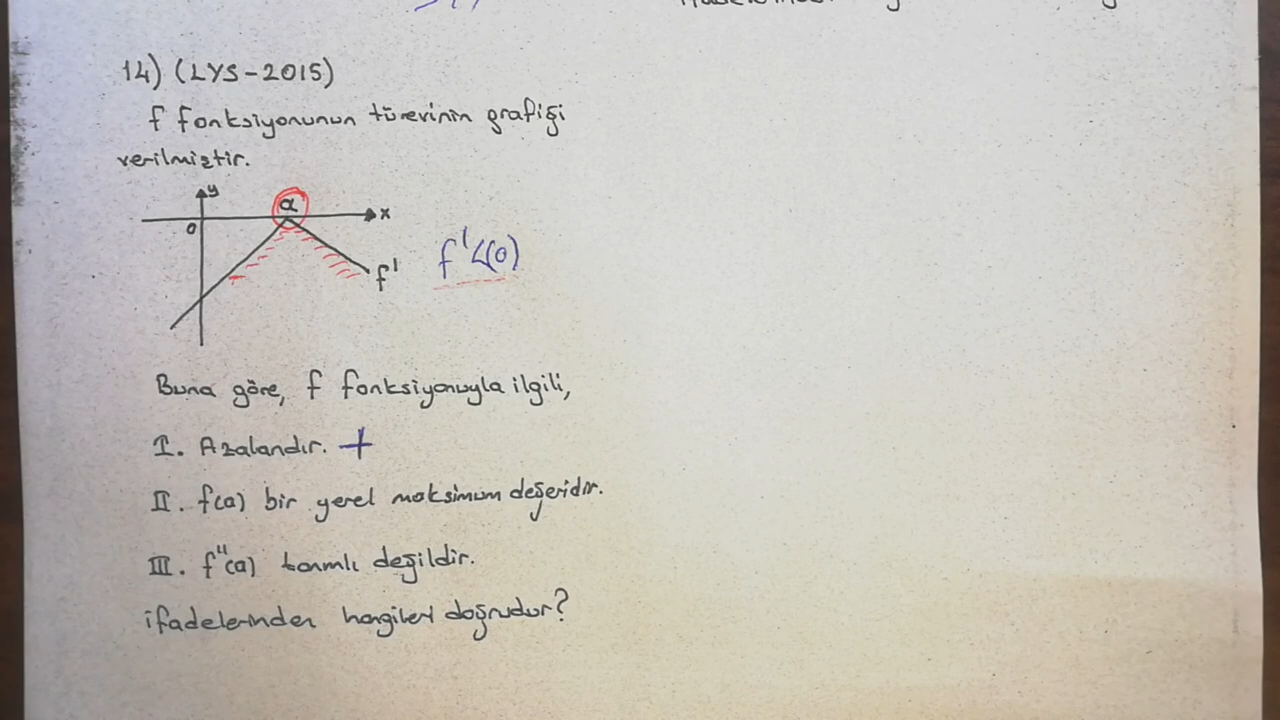 14) (LYS-2015)
f fonksiyonunun türevinin grafiği
verilmiştir.
y
a
x
0
f'
f'<(0)
Buna göre, f fonksiyonuyla ilgili,
I. Azalandır. +
II. f(a) bir yerel maksimum değeridir.
III. f"(a) tanımlı değildir.
ifadelerinden hangileri doğrudur?